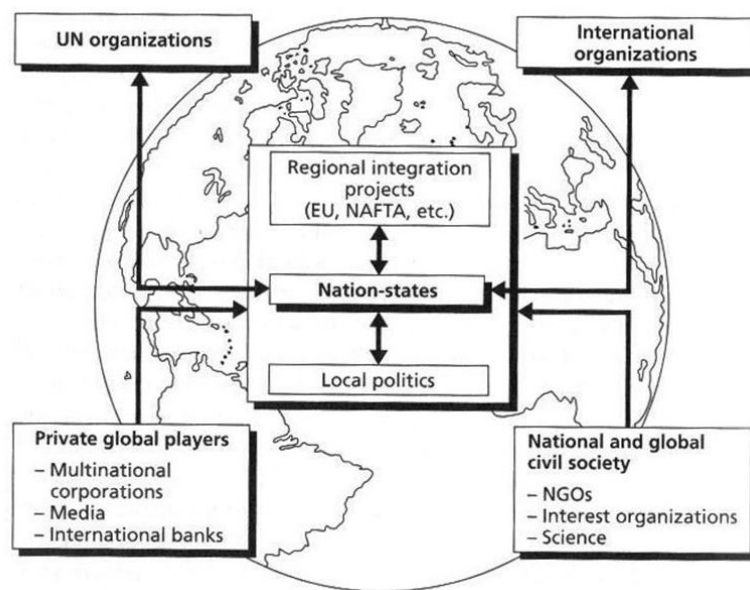 UN organizations
International
organizations
Regional integration
projects
(EU, NAFTA, etc.)
Nation-states
Local politics
Private global players
– Multinational
corporations
– Media
– International banks
National and global
civil society
– NGOs
– Interest organizations
– Science